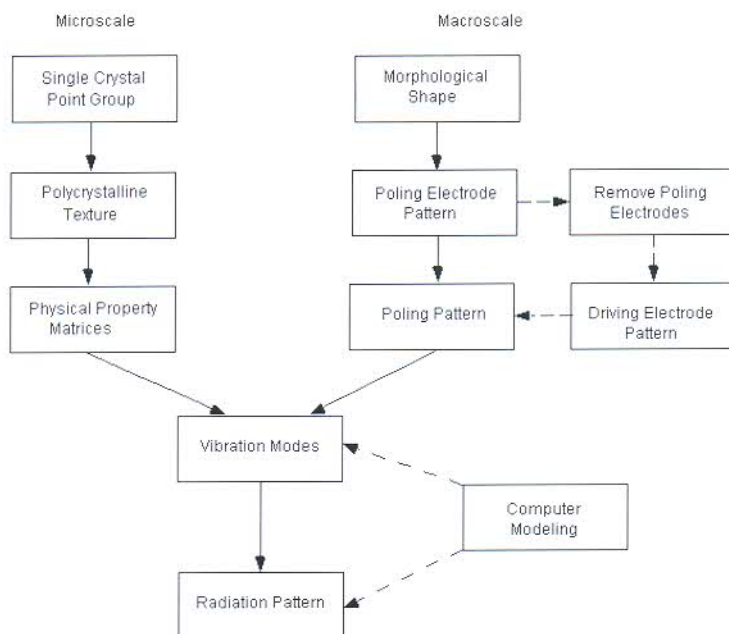 Microscale
Macroscale
Single Crystal
Point Group
Morphological
Shape
Polycrystalline
Texture
Poling Electrode
Pattern
Remove Poling
Electrodes
Physical Property
Matrices
Poling Pattern
Driving Electrode
Pattern
Vibration Modes
Computer
Modeling
Radiation Pattern